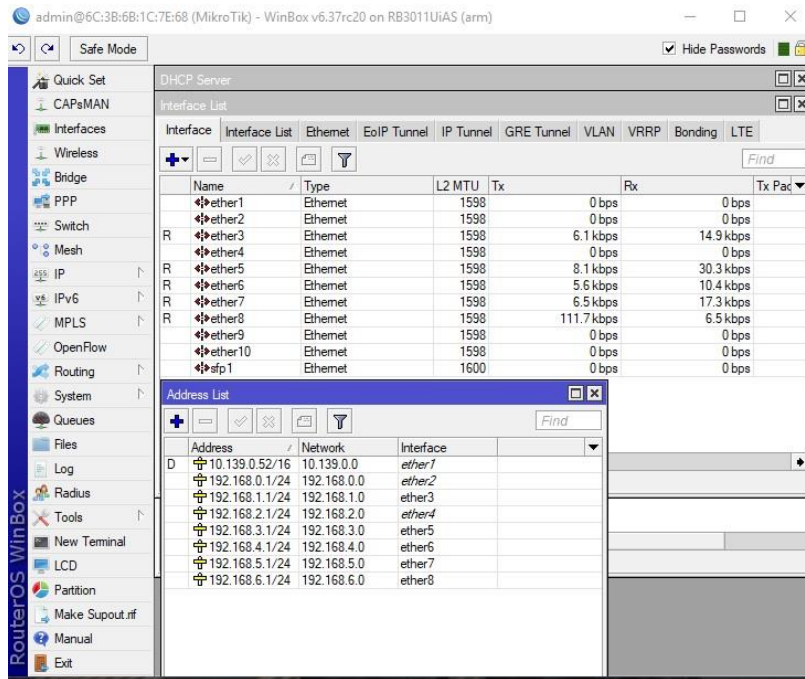 admin@6C:3B:6B:1C:7E:68 (MikroTik) - WinBox v6.37rc20 on RB3011UiAS (arm)
Safe Mode
Hide Passwords
RouterOS WinBox
Quick Set
CAPsMAN
Interfaces
Wireless
Bridge
PPP
Switch
Mesh
IP
IPv6
MPLS
OpenFlow
Routing
System
Queues
Files
Log
Radius
Tools
New Terminal
LCD
Partition
Make Supout.rif
Manual
Exit
DHCP Server
Interface List
Interface Interface List Ethernet EoIP Tunnel IP Tunnel GRE Tunnel VLAN VRRP Bonding LTE
Find
Name Type L2 MTU Tx Rx Tx Pac
ether1 Ethernet 1598 0 bps 0 bps
ether2 Ethernet 1598 0 bps 0 bps
R ether3 Ethernet 1598 6.1 kbps 14.9 kbps
ether4 Ethernet 1598 0 bps 0 bps
R ether5 Ethernet 1598 8.1 kbps 30.3 kbps
R ether6 Ethernet 1598 5.6 kbps 10.4 kbps
R ether7 Ethernet 1598 6.5 kbps 17.3 kbps
R ether8 Ethernet 1598 111.7 kbps 6.5 kbps
ether9 Ethernet 1598 0 bps 0 bps
ether10 Ethernet 1598 0 bps 0 bps
sfp1 Ethernet 1600 0 bps 0 bps
Address List
Find
Address Network Interface
D 10.139.0.52/16 10.139.0.0 ether1
192.168.0.1/24 192.168.0.0 ether2
192.168.1.1/24 192.168.1.0 ether3
192.168.2.1/24 192.168.2.0 ether4
192.168.3.1/24 192.168.3.0 ether5
192.168.4.1/24 192.168.4.0 ether6
192.168.5.1/24 192.168.5.0 ether7
192.168.6.1/24 192.168.6.0 ether8